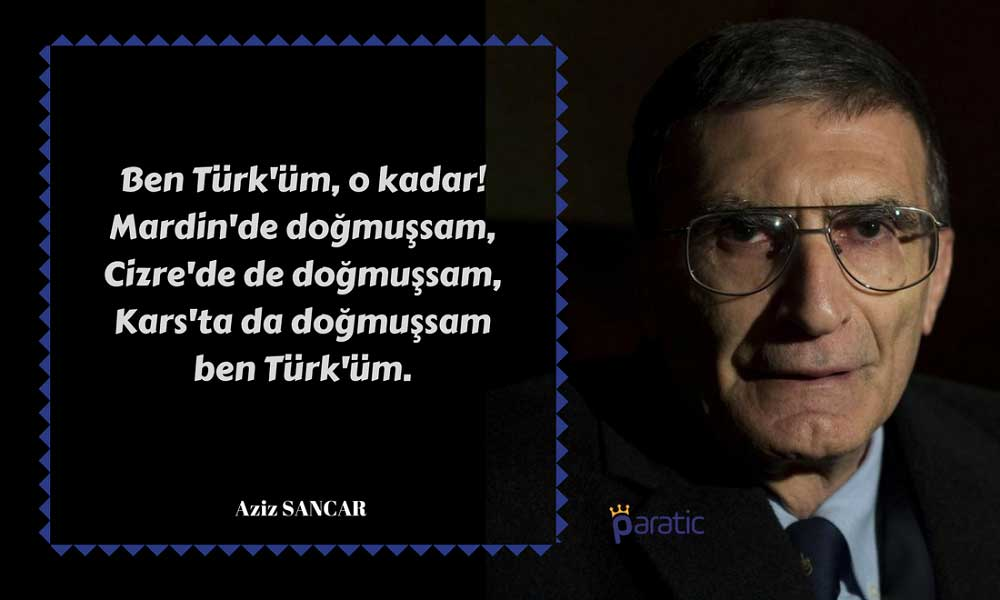 Ben Türk'üm, o kadar!
Mardin'de doğmuşsam,
Cizre'de de doğmuşsam,
Kars'ta da doğmuşsam
ben Türk'üm.
Aziz SANCAR
paratic